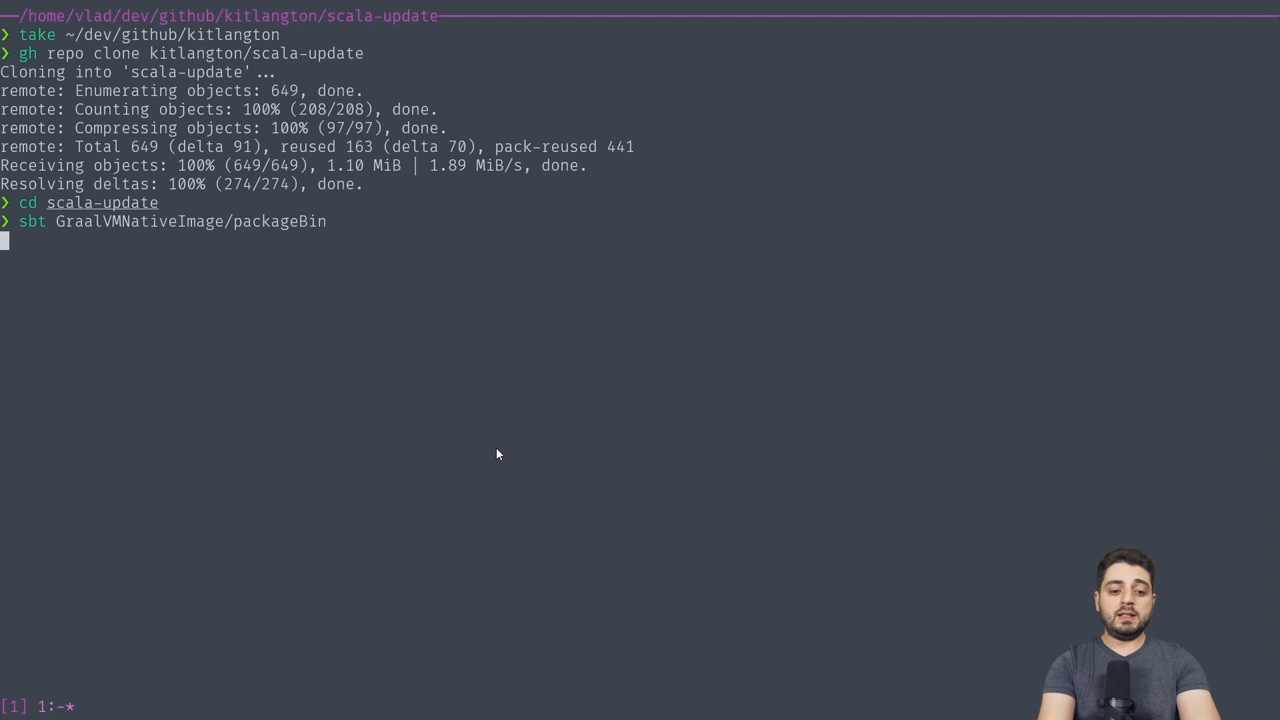 /home/vlad/dev/github/kitlangton/scala-update
❯ take ~/dev/github/kitlangton
❯ gh repo clone kitlangton/scala-update
Cloning into 'scala-update'...
remote: Enumerating objects: 649, done.
remote: Counting objects: 100% (208/208), done.
remote: Compressing objects: 100% (97/97), done.
remote: Total 649 (delta 91), reused 163 (delta 70), pack-reused 441
Receiving objects: 100% (649/649), 1.10 MiB | 1.89 MiB/s, done.
Resolving deltas: 100% (274/274), done.
❯ cd scala-update
❯ sbt GraalVMNativeImage/packageBin
[1] 1:-*